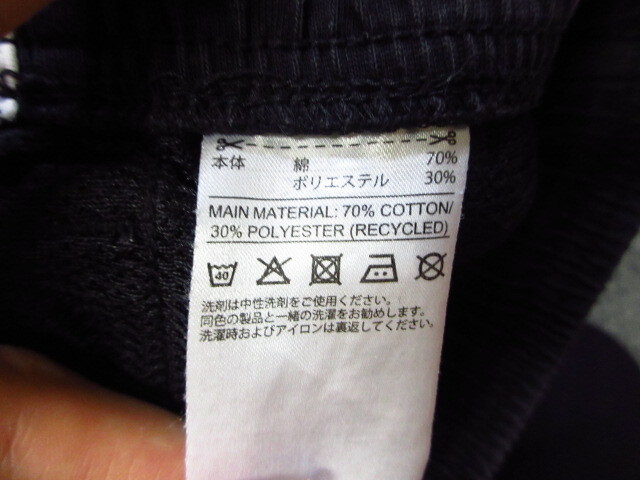 本体 綿 70%
ポリエステル 30%
MAIN MATERIAL: 70% COTTON/
30% POLYESTER (RECYCLED)
40
洗剤は中性洗剤をご使用ください。
同色の製品と一緒の洗濯をお勧めします。
洗濯時およびアイロンは裏返してください。